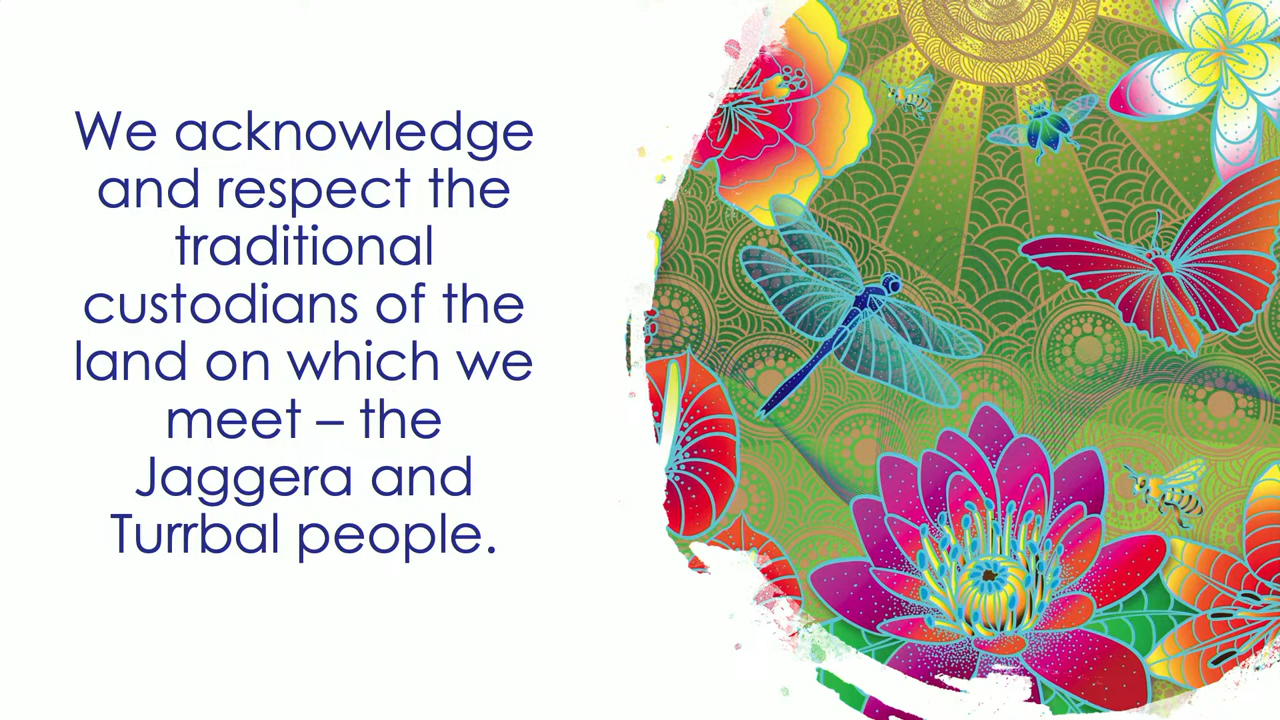 We acknowledge
and respect the
traditional
custodians of the
land on which we
meet – the
Jaggera and
Turrbal people.